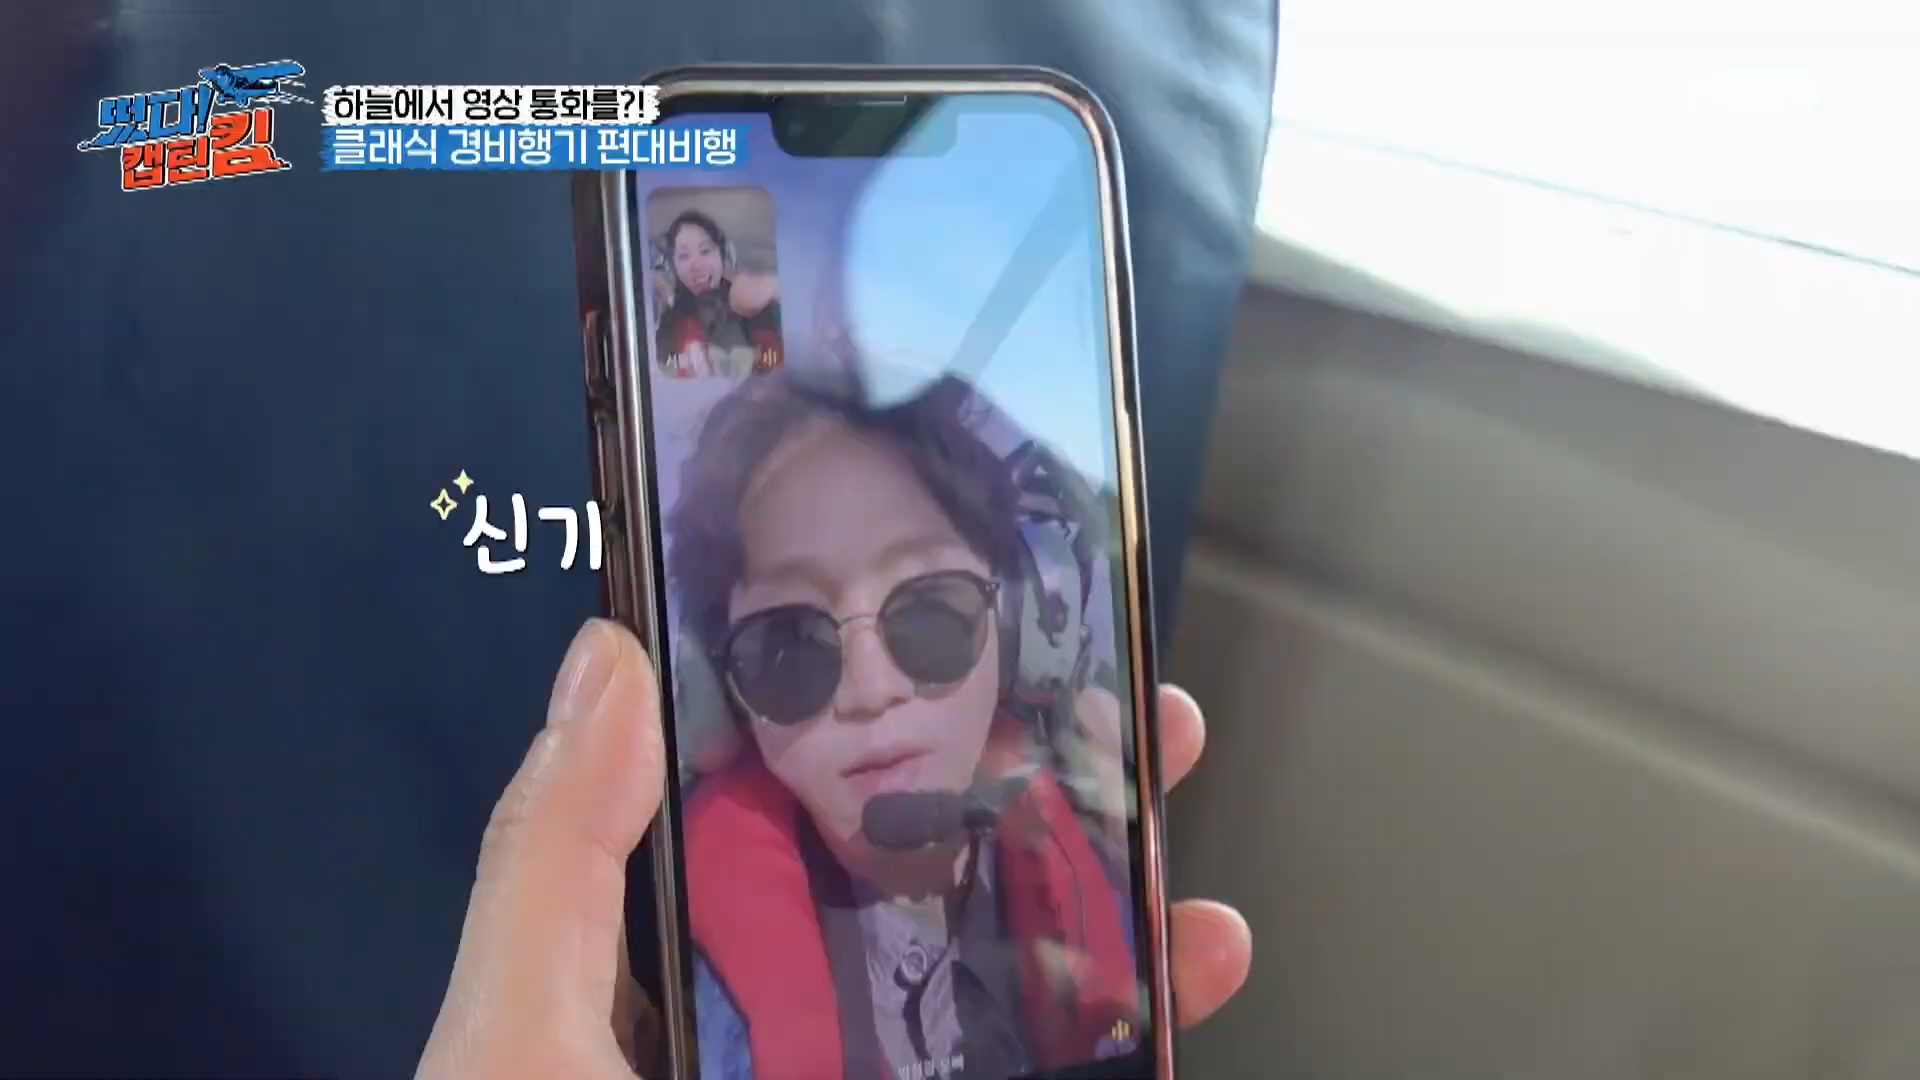 떴다!
캡틴킴
하늘에서 영상 통화를?!
클래식 경비행기 편대비행
신기